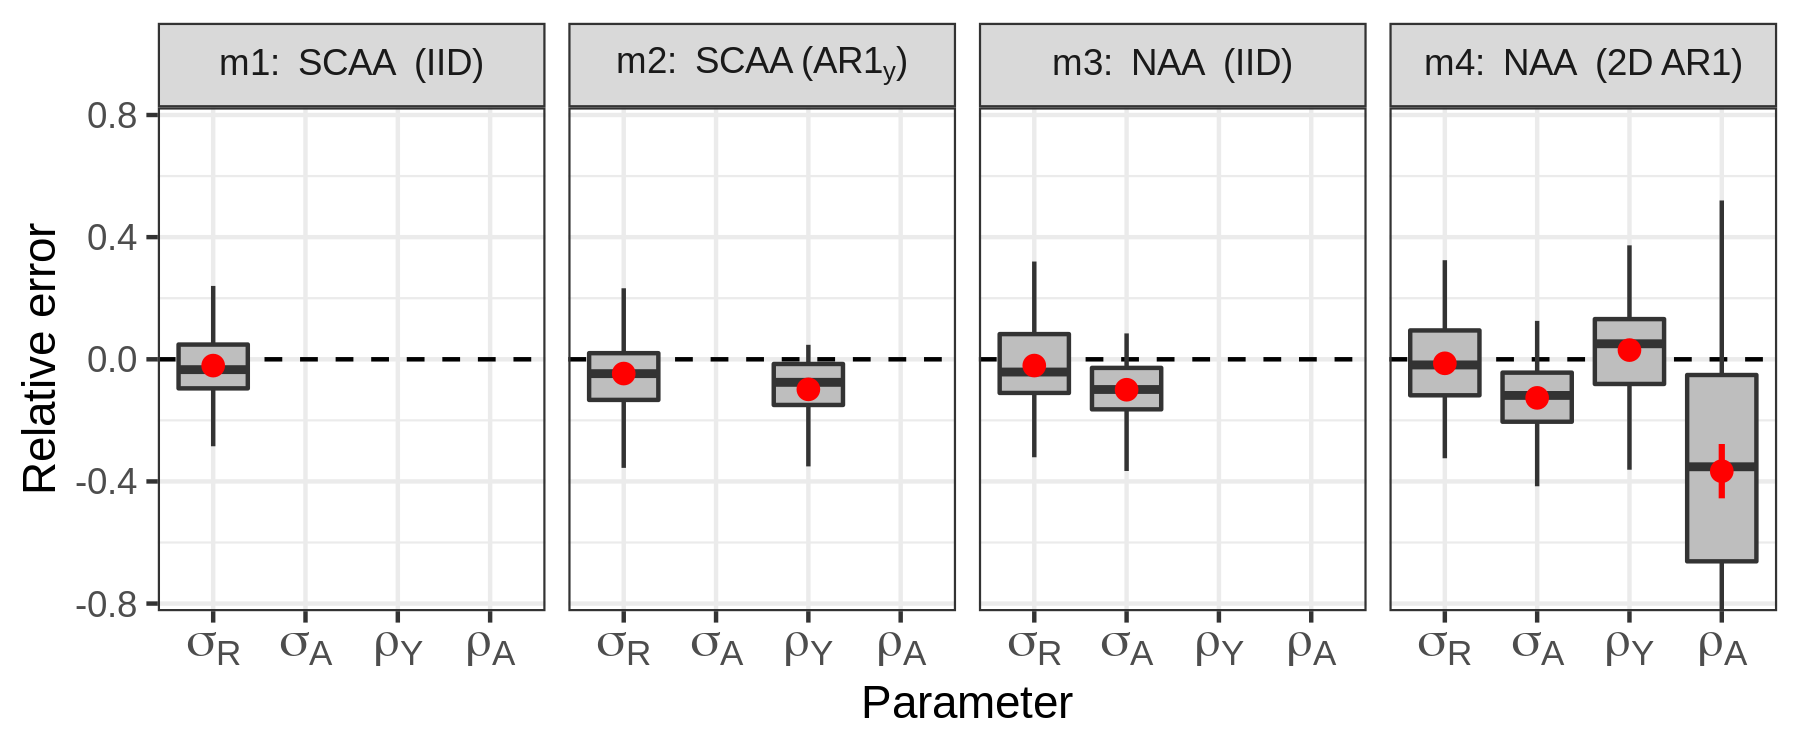 m1: SCAA (IID)
m2: SCAA (AR1y)
m3: NAA (IID)
m4: NAA (2D AR1)
Relative error
0.8
0.4
0.0
-0.4
-0.8
σR σA ρY ρA
σR σA ρY ρA
σR σA ρY ρA
σR σA ρY ρA
Parameter